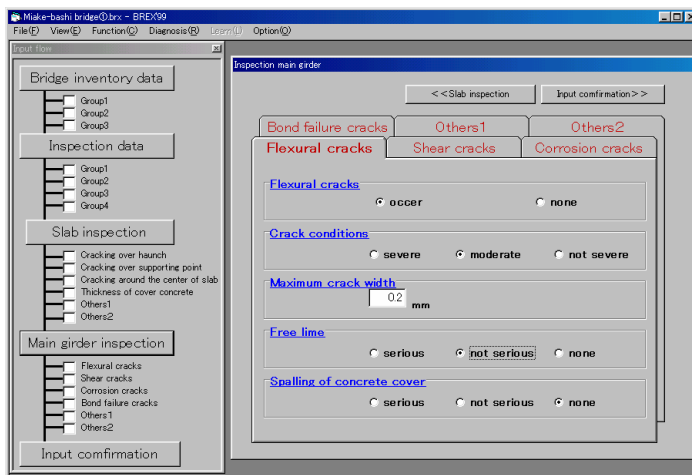 Miake-bashi bridge①.brx - BREX'99
File(F) View(E) Function(C) Diagnosis(R) Learn(L) Option(O)
Input flow
Bridge inventory data
Group1
Group2
Group3
Inspection data
Group1
Group2
Group3
Group4
Slab inspection
Cracking over haunch
Cracking over supporting point
Cracking around the center of slab
Thickness of cover concrete
Others1
Others2
Main girder inspection
Flexural cracks
Shear cracks
Corrosion cracks
Bond failure cracks
Others1
Others2
Input comfirmation
Inspection main girder
<<Slab inspection Input comfirmation>>
Bond failure cracks Others1 Others2
Flexural cracks Shear cracks Corrosion cracks
Flexural cracks
occer none
Crack conditions
severe moderate not severe
Maximum crack width
0.2 mm
Free lime
serious not serious none
Spalling of concrete cover
serious not serious none